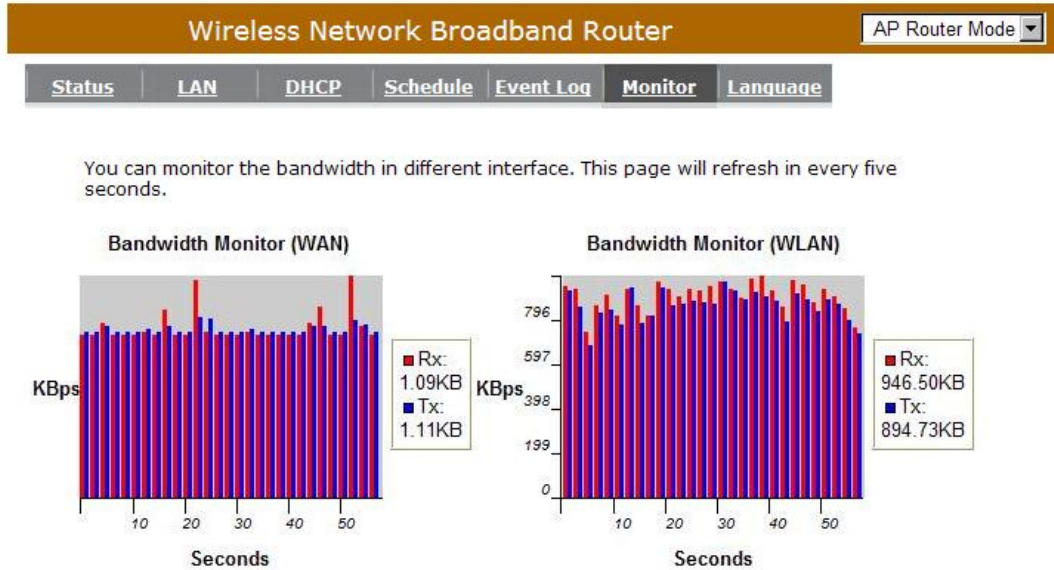 Wireless Network Broadband Router
AP Router Mode
Status LAN DHCP Schedule Event Log Monitor Language
You can monitor the bandwidth in different interface. This page will refresh in every five
seconds.
Bandwidth Monitor (WAN)
KBps
10 20 30 40 50
Seconds
Rx:
1.09KB
Tx:
1.11KB
Bandwidth Monitor (WLAN)
796
597
KBps
398
199
0
10 20 30 40 50
Seconds
Rx:
946.50KB
Tx:
894.73KB